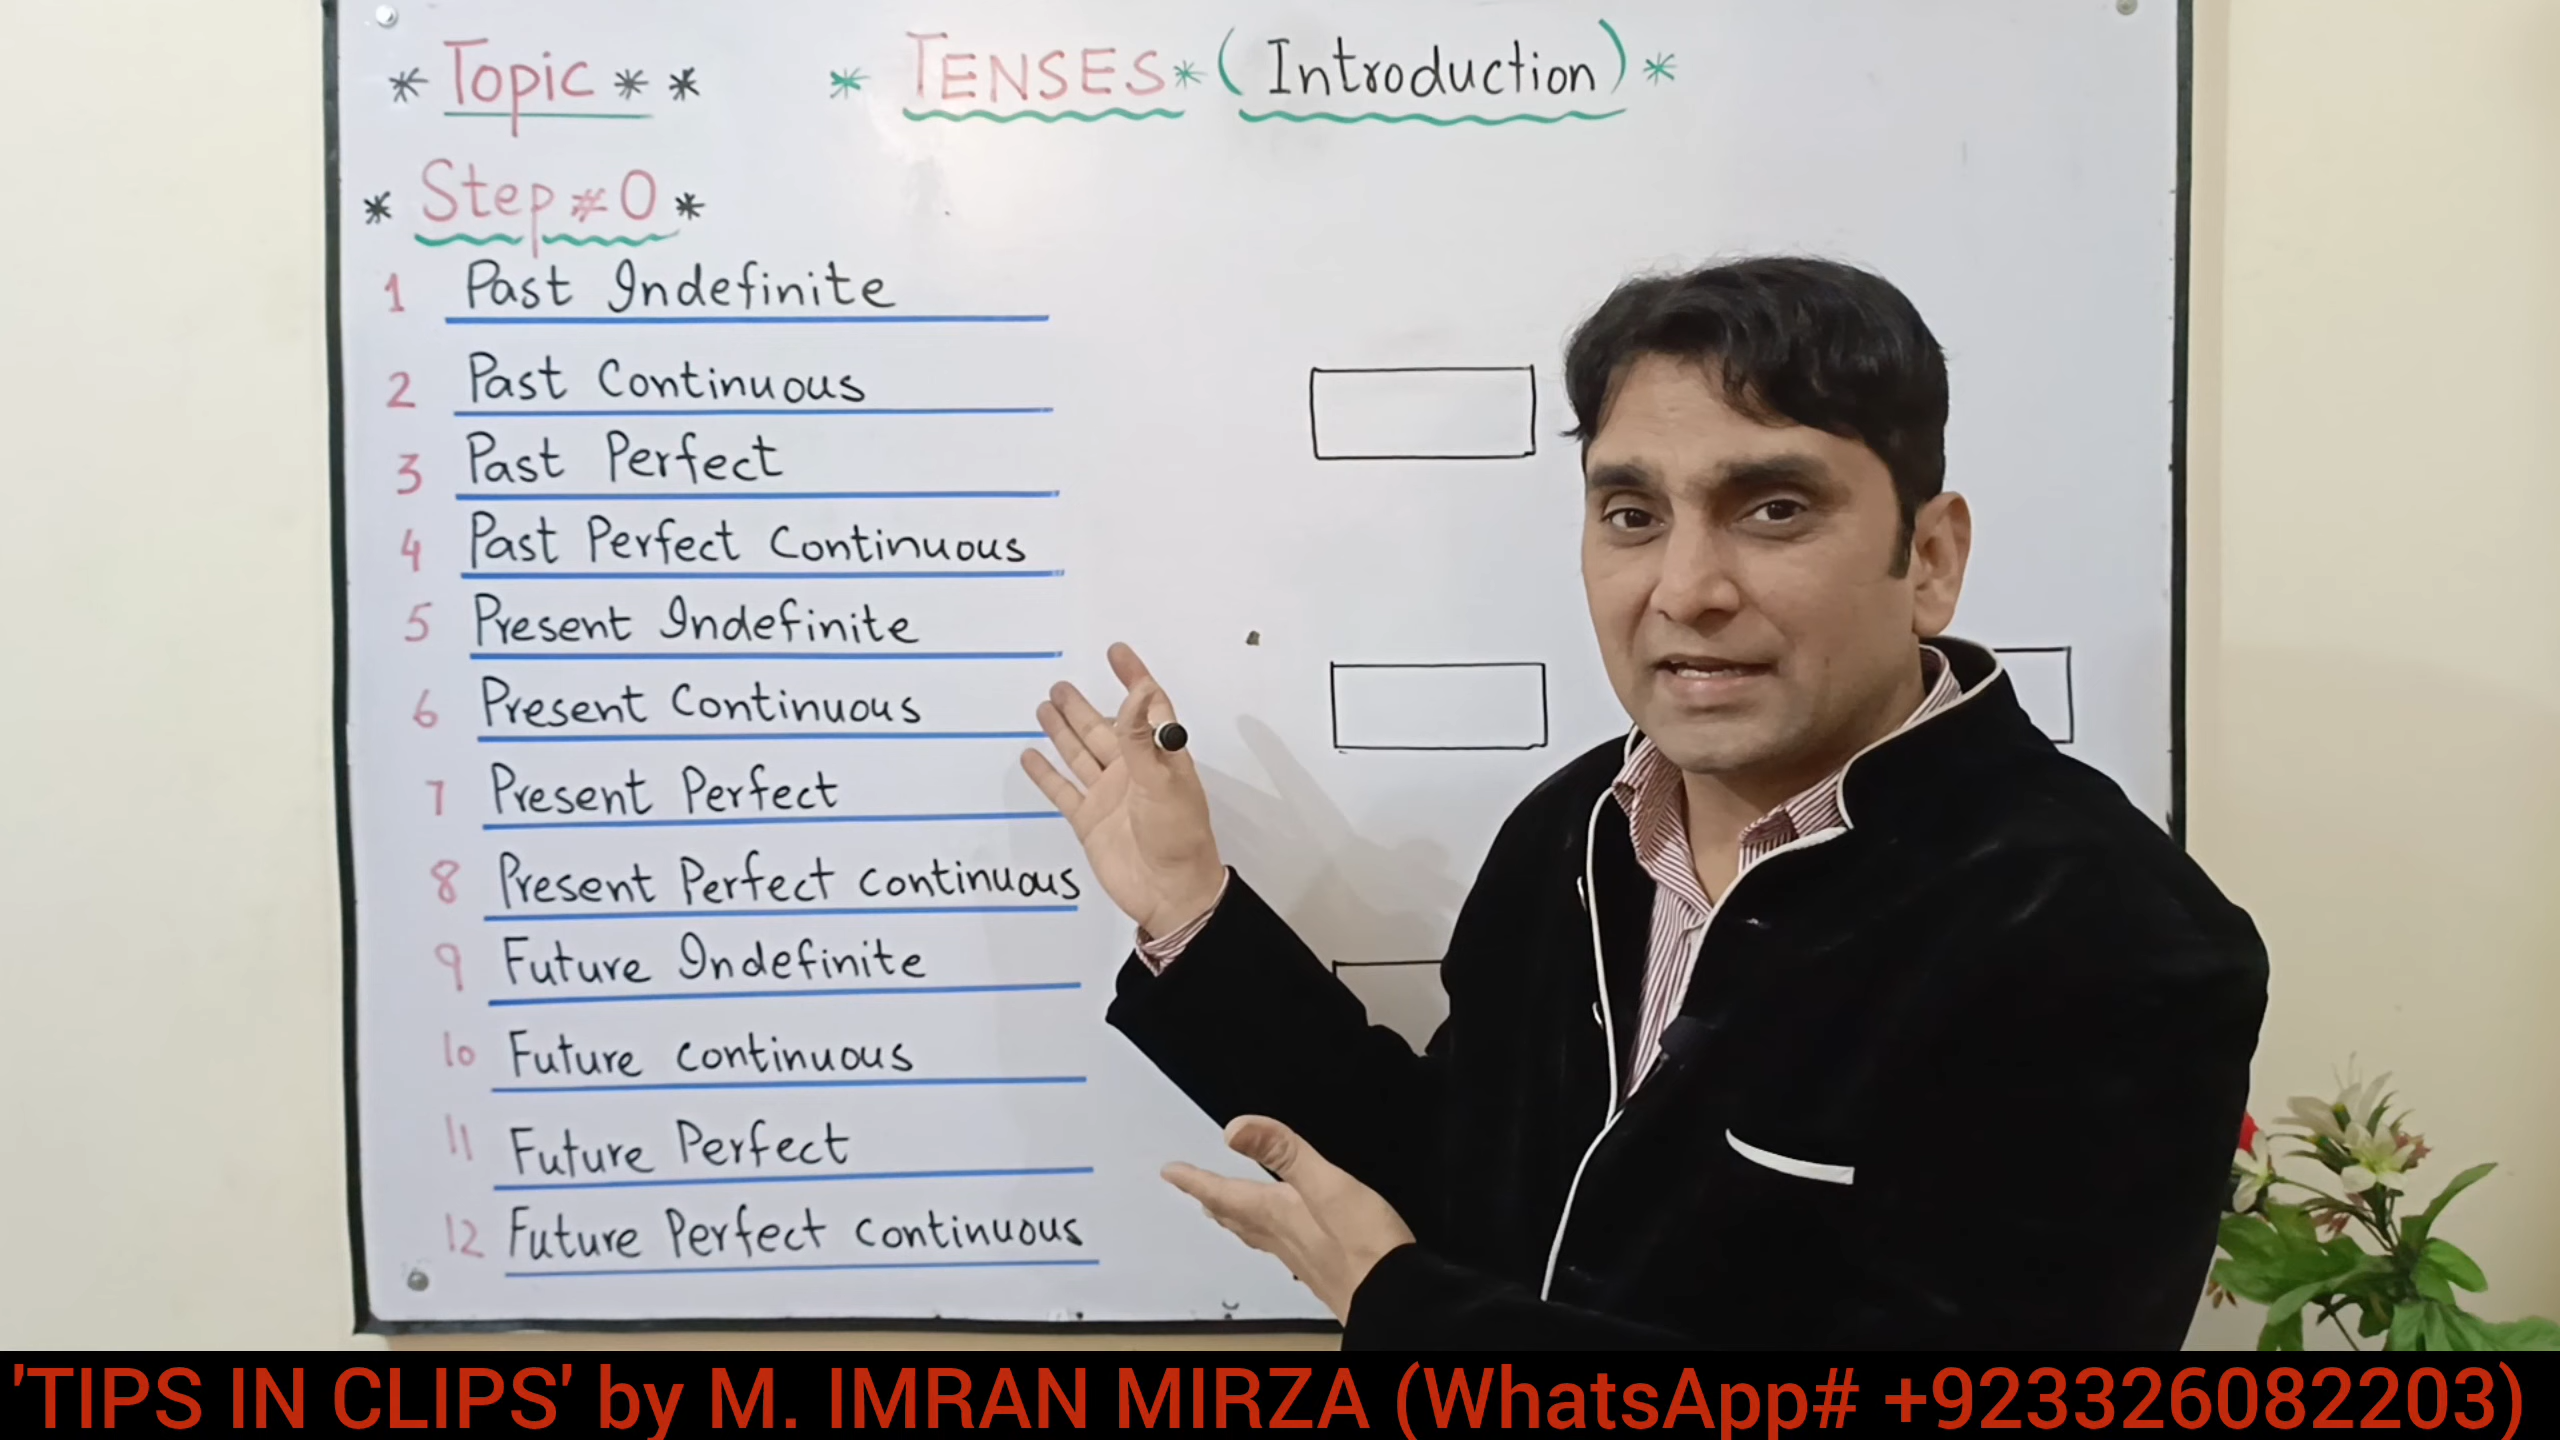 * Topic * *
* TENSES * (Introduction) *
* Step # 0 *
1 Past Indefinite
2 Past Continuous
3 Past Perfect
4 Past Perfect Continuous
5 Present Indefinite
6 Present Continuous
7 Present Perfect
8 Present Perfect continuous
9 Future Indefinite
10 Future continuous
11 Future Perfect
12 Future Perfect continuous
'TIPS IN CLIPS' by M. IMRAN MIRZA (WhatsApp# +923326082203)